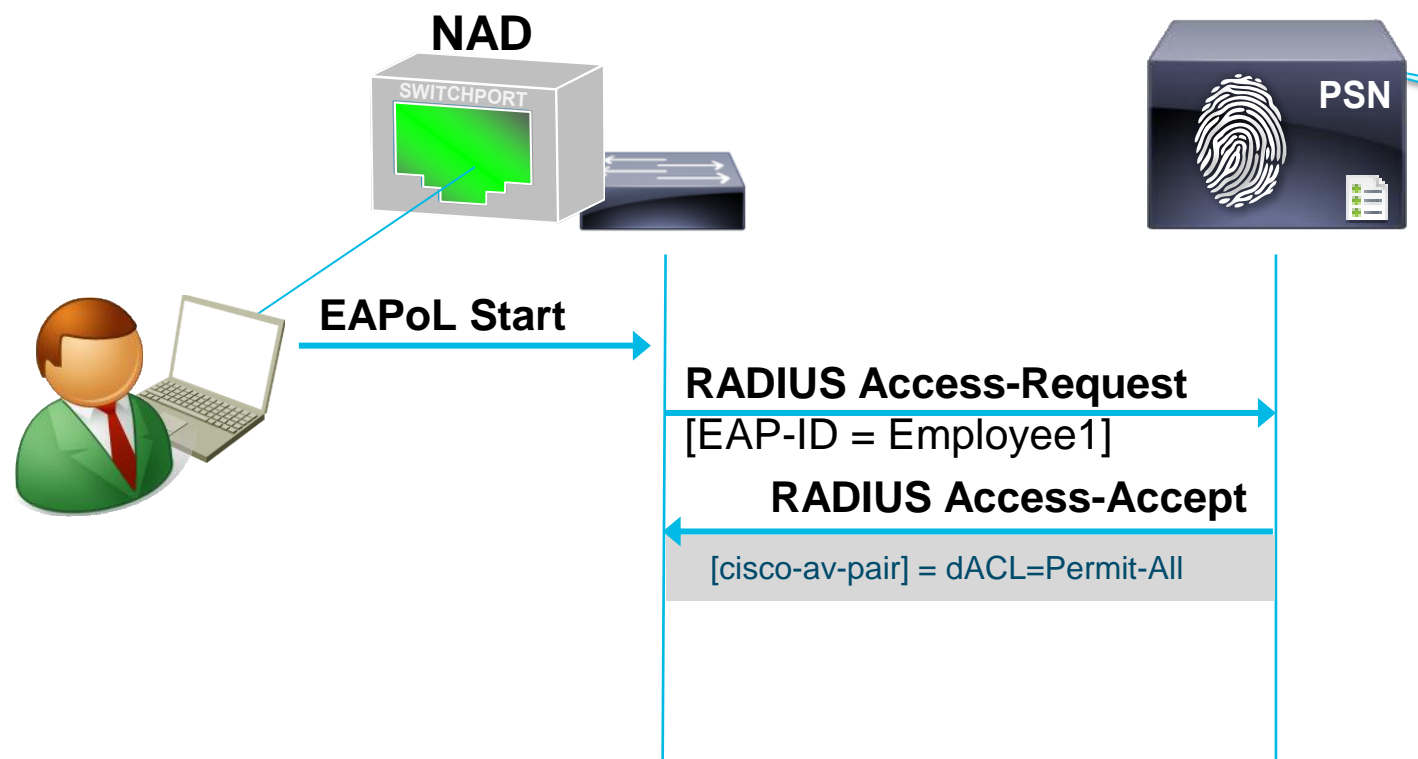 NAD
SWITCHPORT
PSN
EAPoL Start
RADIUS Access-Request
[EAP-ID = Employee1]
RADIUS Access-Accept
[cisco-av-pair] = dACL=Permit-All